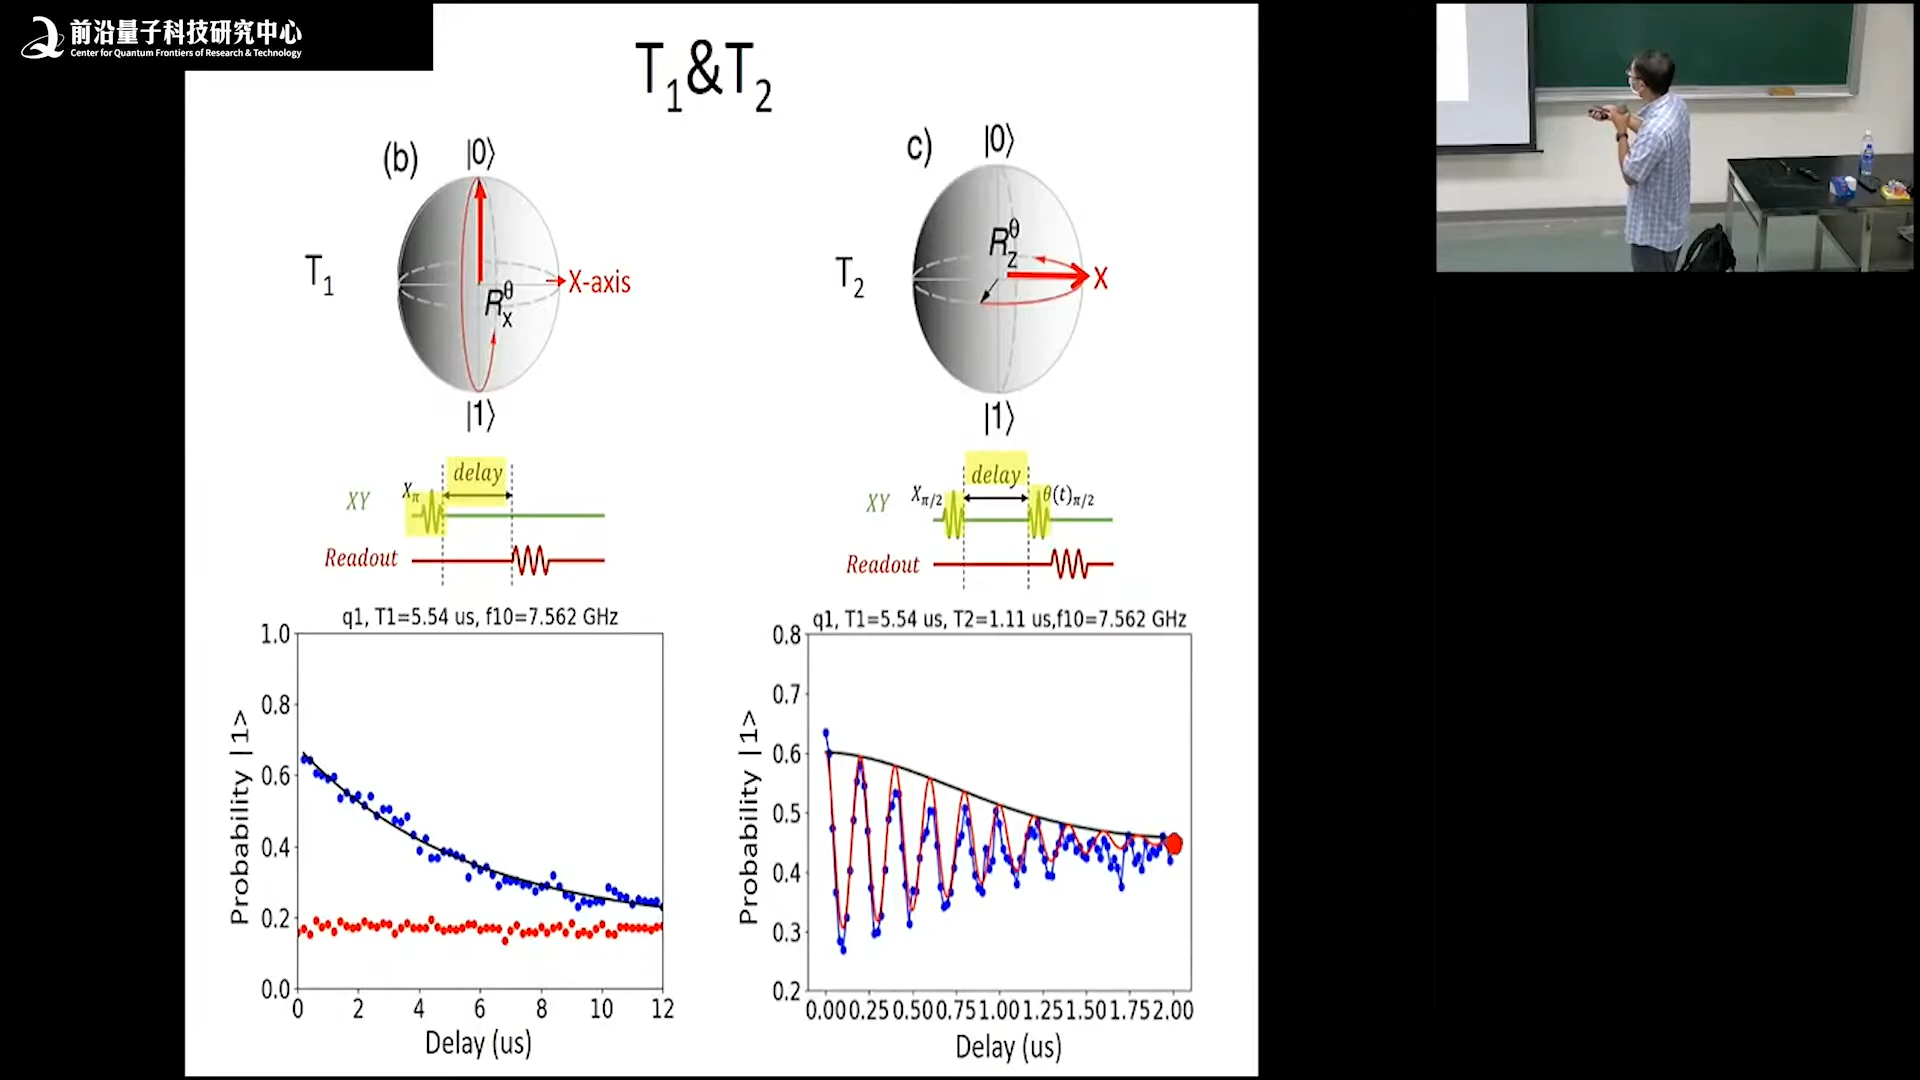 前沿量子科技研究中心
Center for Quantum Frontiers of Research & Technology
T1&T2
(b)
|0⟩
T1
R_x^θ
X-axis
|1⟩
delay
XY
Xπ
Readout
q1, T1=5.54 us, f10=7.562 GHz
Probability |1>
1.0
0.8
0.6
0.4
0.2
0.0
0 2 4 6 8 10 12
Delay (us)
c)
|0⟩
T2
R_z^θ
X
|1⟩
delay
XY
Xπ/2
θ(t)π/2
Readout
q1, T1=5.54 us, T2=1.11 us,f10=7.562 GHz
Probability |1>
0.8
0.7
0.6
0.5
0.4
0.3
0.2
0.00 0.25 0.50 0.75 1.00 1.25 1.50 1.75 2.00
Delay (us)